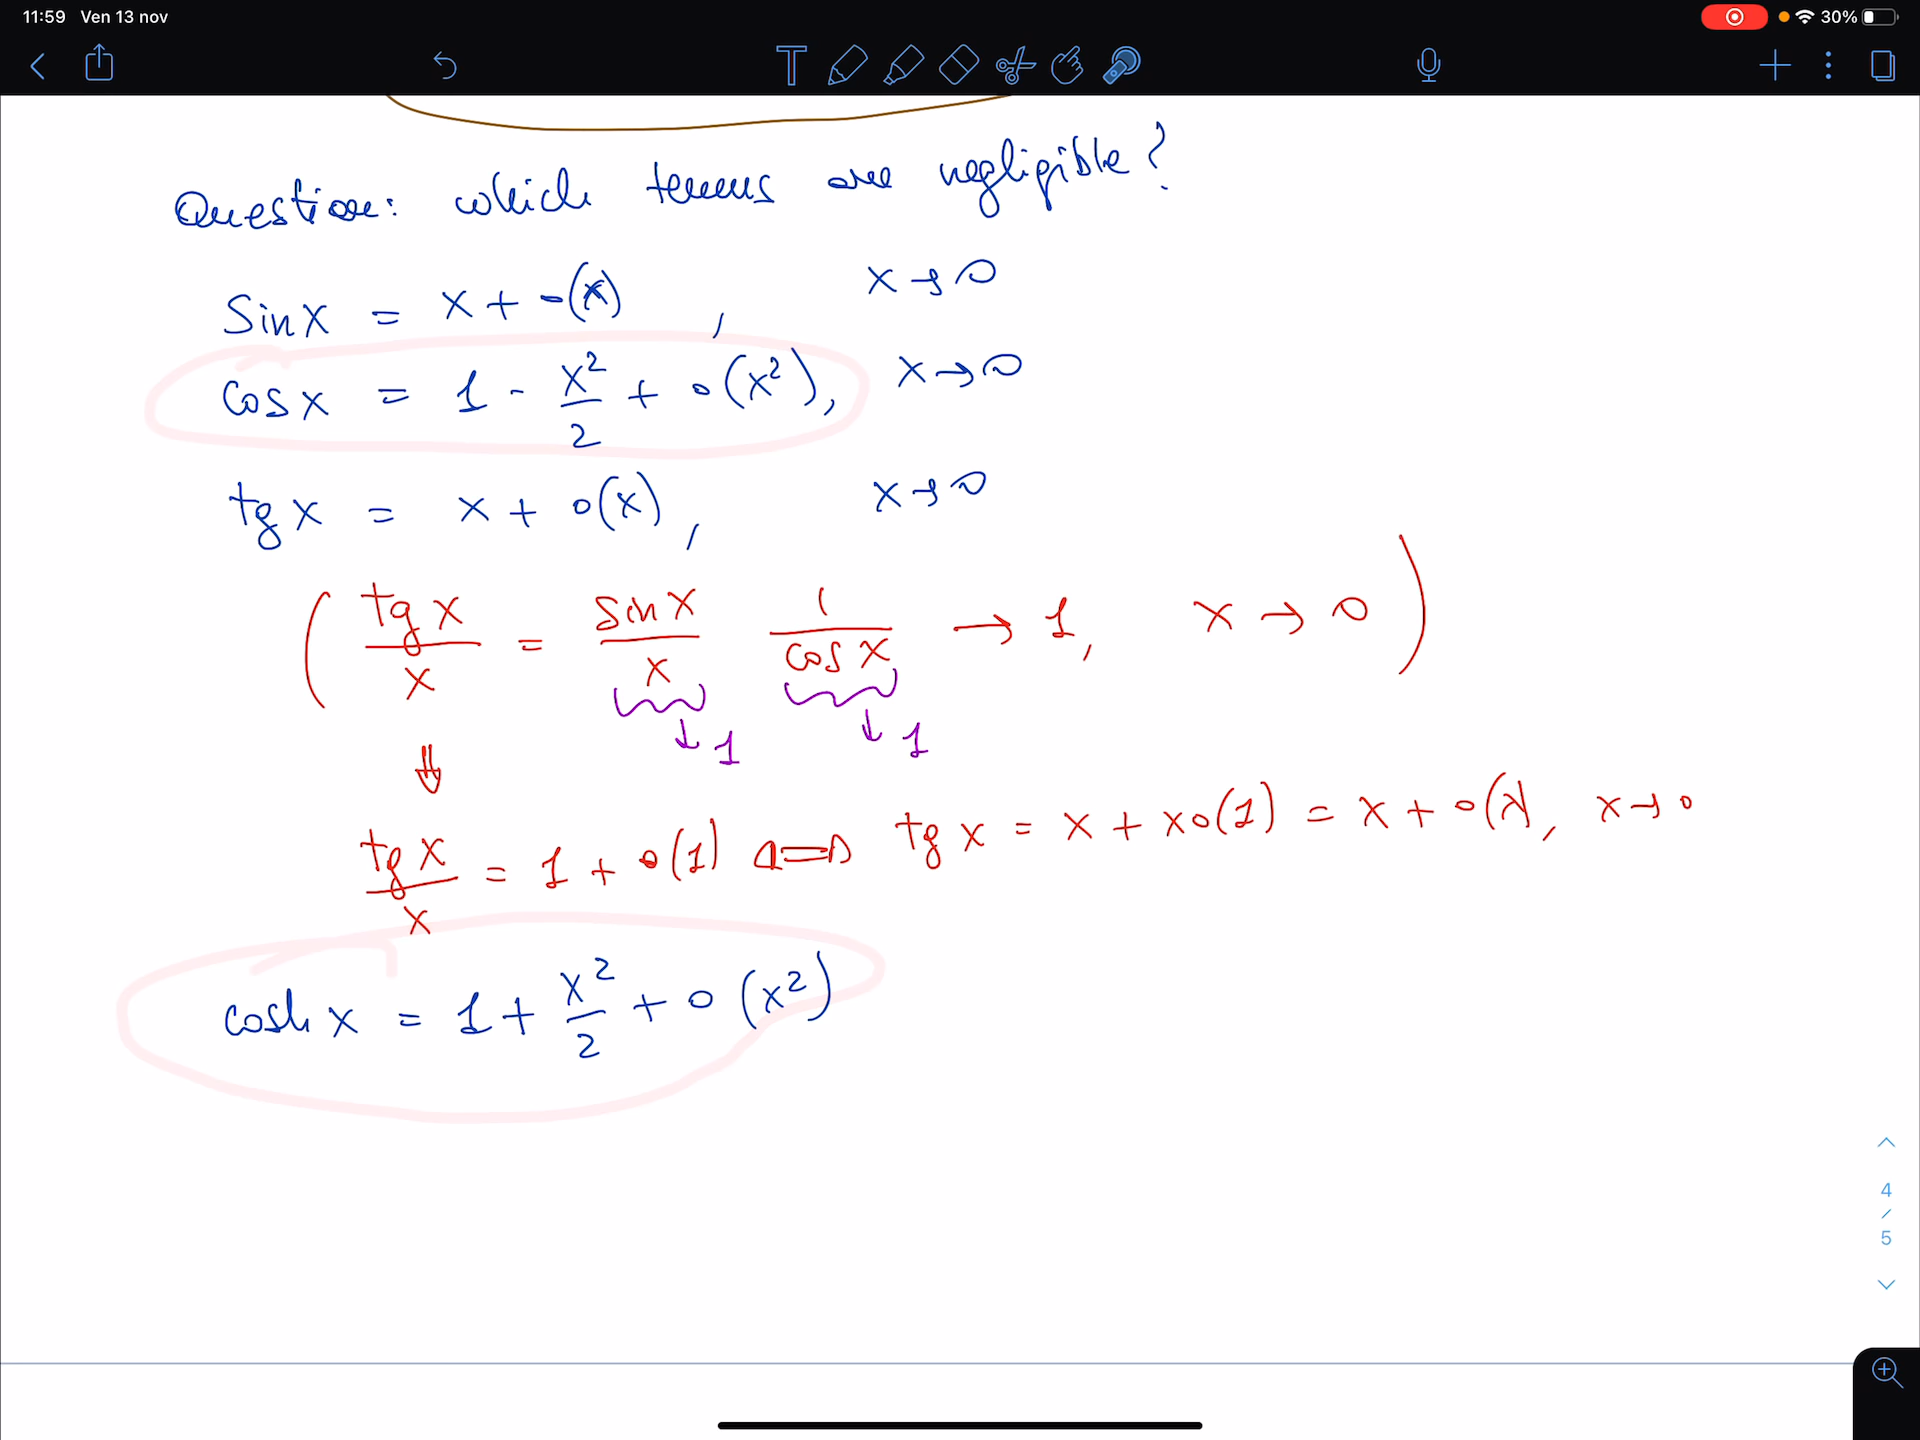 11:59 Ven 13 nov 30%
Question: which terms are negligible?
sin x = x + o(x), x → 0
cos x = 1 - x²/2 + o(x²), x → 0
tg x = x + o(x), x → 0
( tg x / x = sin x / x 1 / cos x → 1, x → 0 )
↓ 1 ↓ 1
⇓
tg x / x = 1 + o(1) ⇔ tg x = x + x o(1) = x + o(x), x → 0
cosh x = 1 + x²/2 + o(x²)
4
/
5